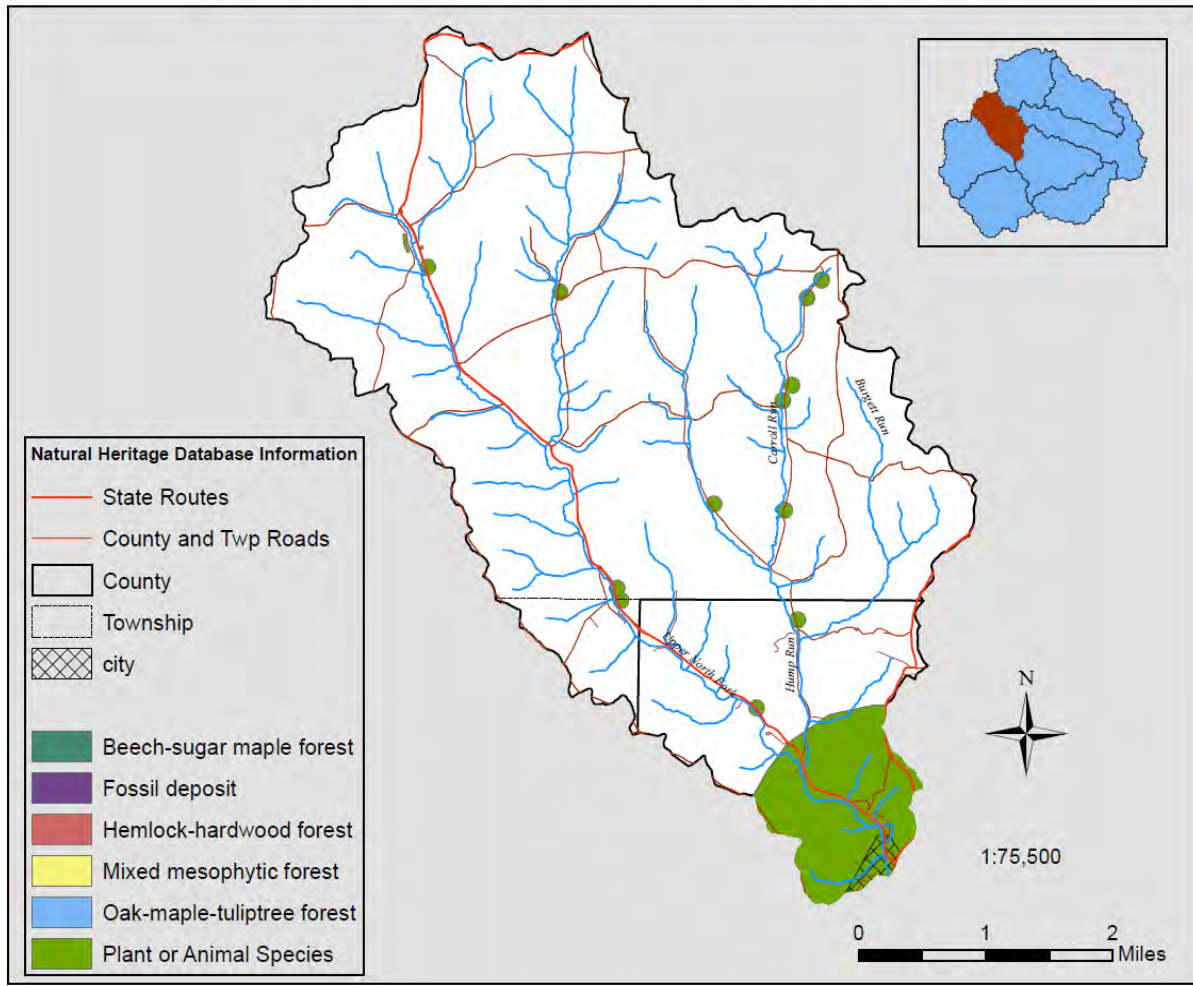 Burgett Run
Carroll Run
Upper North Fork
Hump Run
Natural Heritage Database Information
State Routes
County and Twp Roads
County
Township
city
Beech-sugar maple forest
Fossil deposit
Hemlock-hardwood forest
Mixed mesophytic forest
Oak-maple-tuliptree forest
Plant or Animal Species
N
1:75,500
0 1 2
Miles